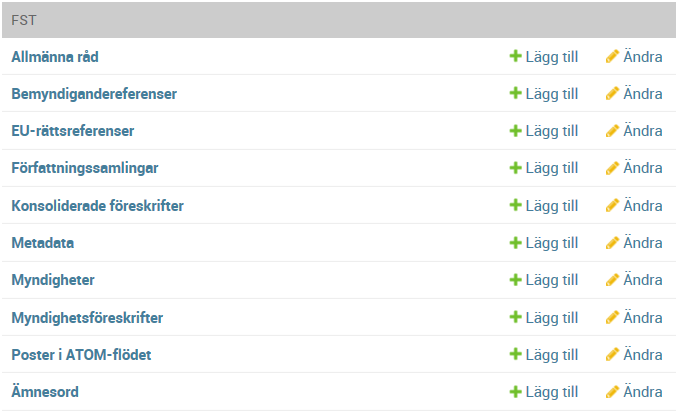 FST
Allmänna råd Lägg till Ändra
Bemyndigandereferenser Lägg till Ändra
EU-rättsreferenser Lägg till Ändra
Författningssamlingar Lägg till Ändra
Konsoliderade föreskrifter Lägg till Ändra
Metadata Lägg till Ändra
Myndigheter Lägg till Ändra
Myndighetsföreskrifter Lägg till Ändra
Poster i ATOM-flödet Lägg till Ändra
Ämnesord Lägg till Ändra